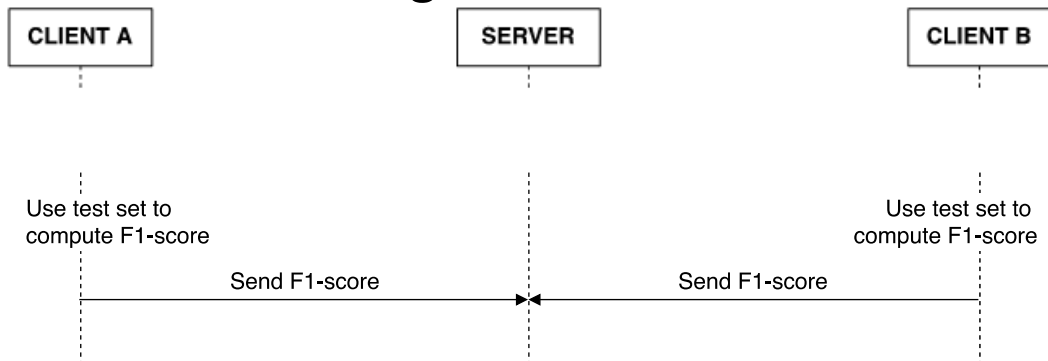 CLIENT A
SERVER
CLIENT B
Use test set to
compute F1-score
Use test set to
compute F1-score
Send F1-score
Send F1-score